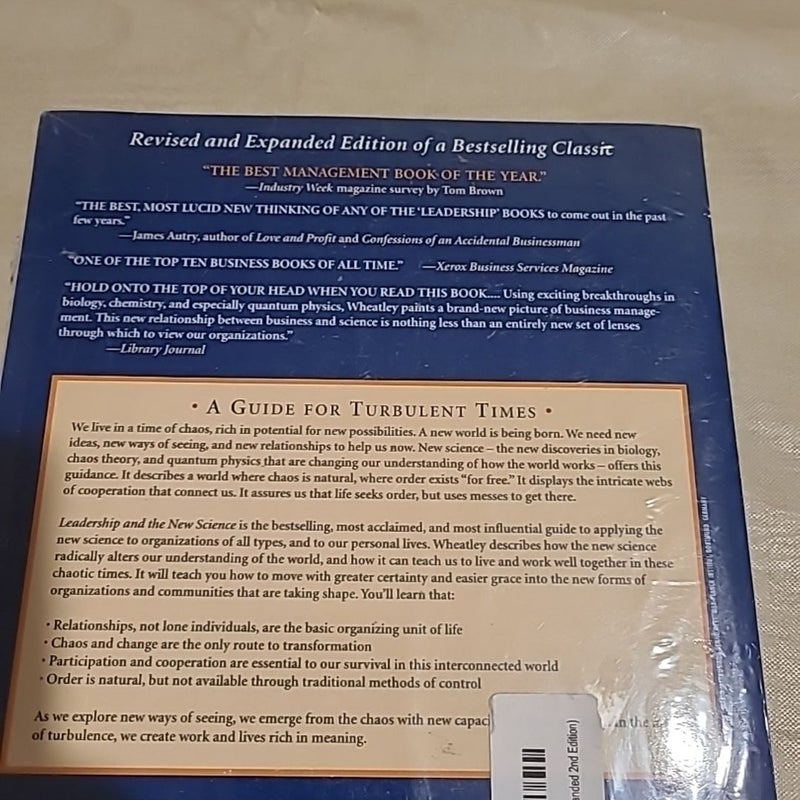 Revised and Expanded Edition of a Bestselling Classic
“THE BEST MANAGEMENT BOOK OF THE YEAR.”
—Industry Week magazine survey by Tom Brown
“THE BEST, MOST LUCID NEW THINKING OF ANY OF THE ‘LEADERSHIP’ BOOKS to come out in the past
few years.”
—James Autry, author of Love and Profit and Confessions of an Accidental Businessman
“ONE OF THE TOP TEN BUSINESS BOOKS OF ALL TIME.” —Xerox Business Services Magazine
“HOLD ONTO THE TOP OF YOUR HEAD WHEN YOU READ THIS BOOK.... Using exciting breakthroughs in
biology, chemistry, and especially quantum physics, Wheatley paints a brand-new picture of business manage-
ment. This new relationship between business and science is nothing less than an entirely new set of lenses
through which to view our organizations.”
—Library Journal
• A GUIDE FOR TURBULENT TIMES •
We live in a time of chaos, rich in potential for new possibilities. A new world is being born. We need new
ideas, new ways of seeing, and new relationships to help us now. New science – the new discoveries in biology,
chaos theory, and quantum physics that are changing our understanding of how the world works – offers this
guidance. It describes a world where chaos is natural, where order exists “for free.” It displays the intricate webs
of cooperation that connect us. It assures us that life seeks order, but uses messes to get there.
Leadership and the New Science is the bestselling, most acclaimed, and most influential guide to applying the
new science to organizations of all types, and to our personal lives. Wheatley describes how the new science
radically alters our understanding of the world, and how it can teach us to live and work well together in these
chaotic times. It will teach you how to move with greater certainty and easier grace into the new forms of
organizations and communities that are taking shape. You’ll learn that:
• Relationships, not lone individuals, are the basic organizing unit of life
• Chaos and change are the only route to transformation
• Participation and cooperation are essential to our survival in this interconnected world
• Order is natural, but not available through traditional methods of control
As we explore new ways of seeing, we emerge from the chaos with new capaci in the
of turbulence, we create work and lives rich in meaning.
anded 2nd Edition)